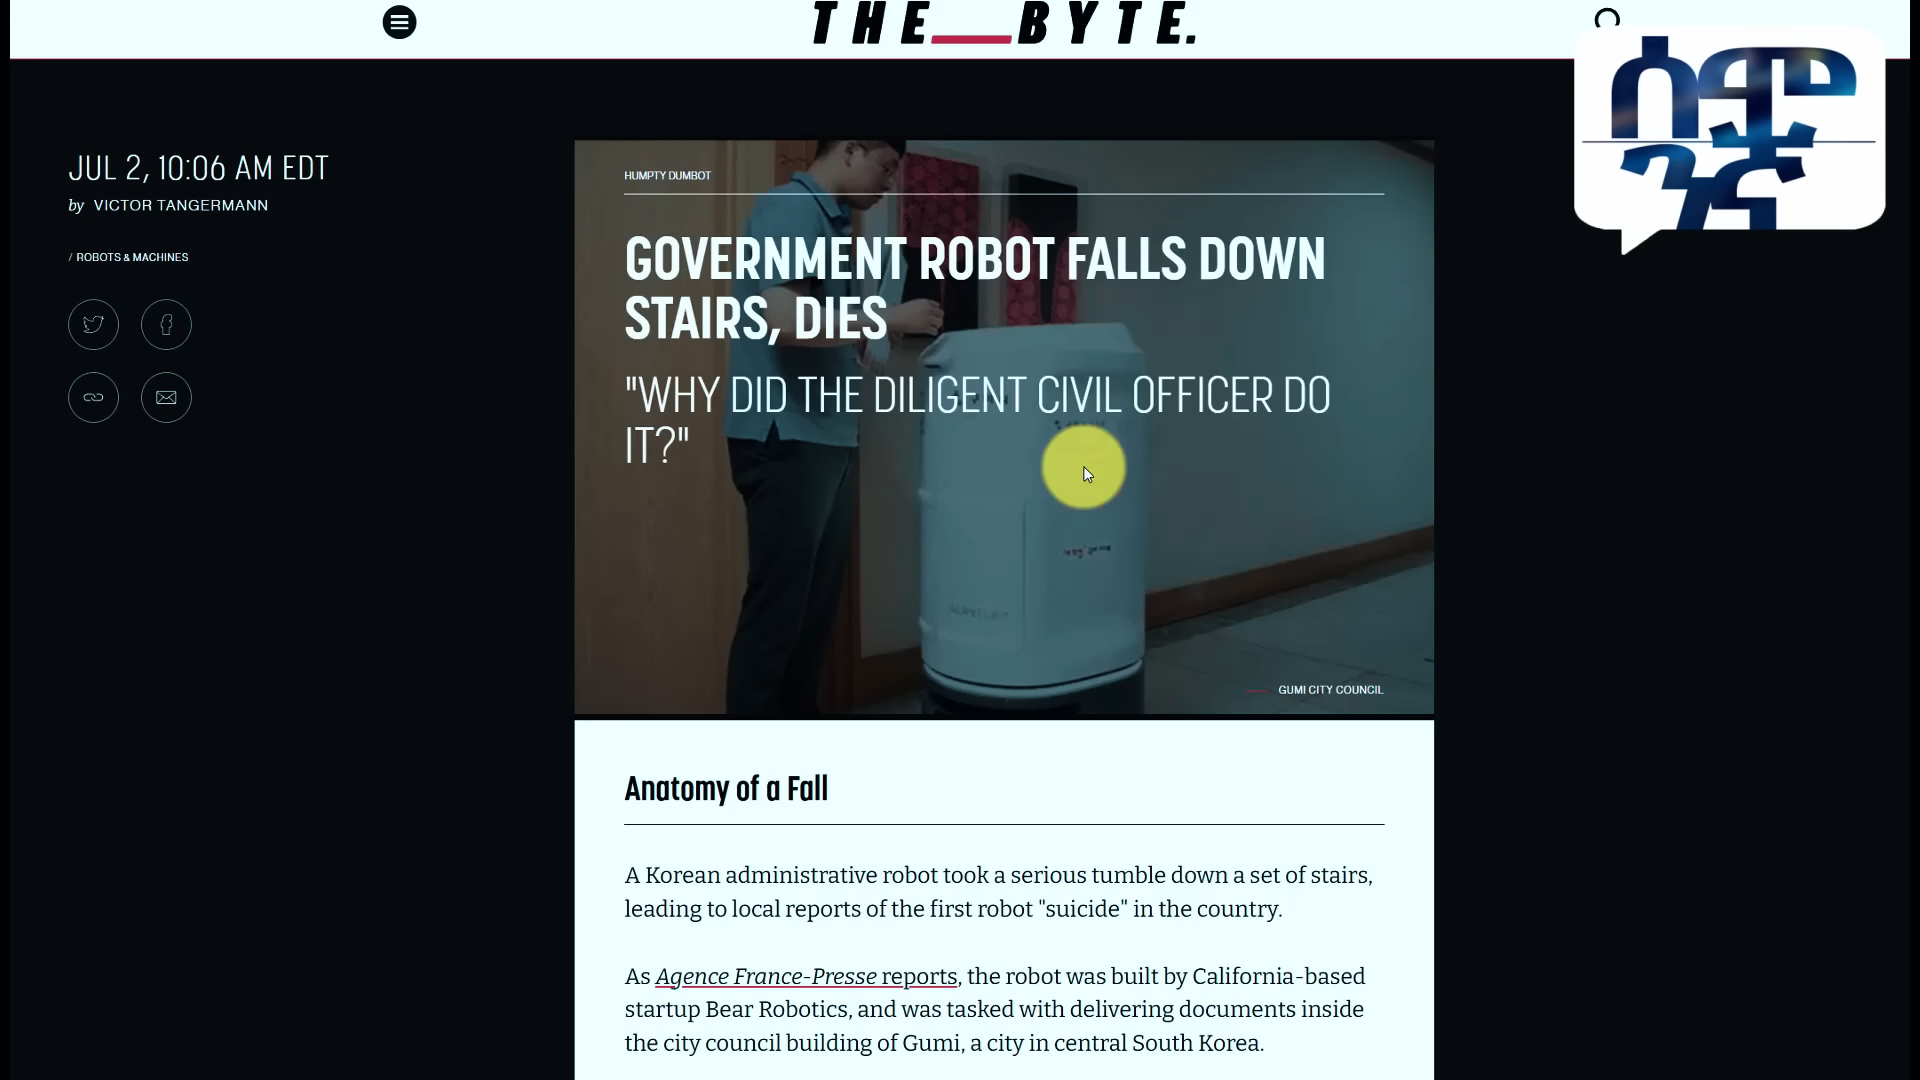 THE__BYTE.
JUL 2, 10:06 AM EDT
by VICTOR TANGERMANN
/ ROBOTS & MACHINES
HUMPTY DUMBOT
GOVERNMENT ROBOT FALLS DOWN
STAIRS, DIES
"WHY DID THE DILIGENT CIVIL OFFICER DO
IT?"
GUMI CITY COUNCIL
Anatomy of a Fall
A Korean administrative robot took a serious tumble down a set of stairs,
leading to local reports of the first robot "suicide" in the country.
As Agence France-Presse reports, the robot was built by California-based
startup Bear Robotics, and was tasked with delivering documents inside
the city council building of Gumi, a city in central South Korea.